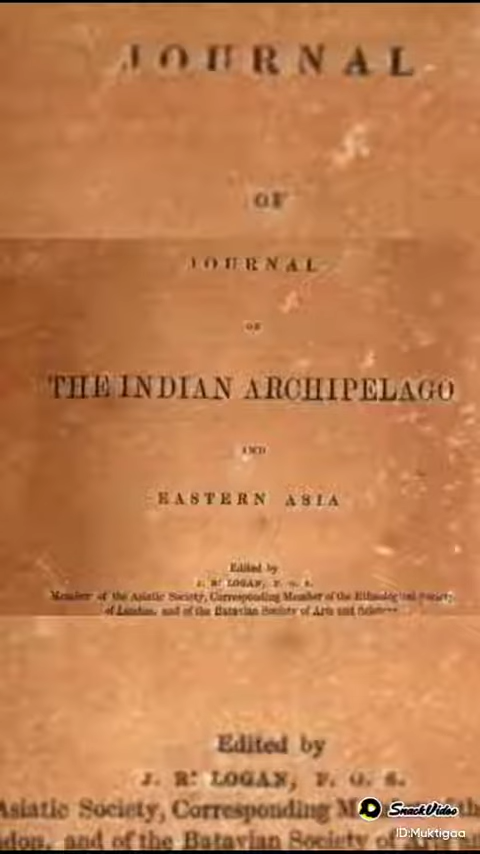 JOURNAL
OF
JOURNAL
OF
THE INDIAN ARCHIPELAGO
AND
EASTERN ASIA
Edited by
J. R. LOGAN, F. G. S.
Member of the Asiatic Society, Corresponding Member of the Ethnological Society
of London, and of the Batavian Society of Arts and Sciences
Edited by
J. R. LOGAN, F. G. S.
Asiatic Society, Corresponding M
and of the Batavian Society of
SnackVideo
ID:Muktigaa